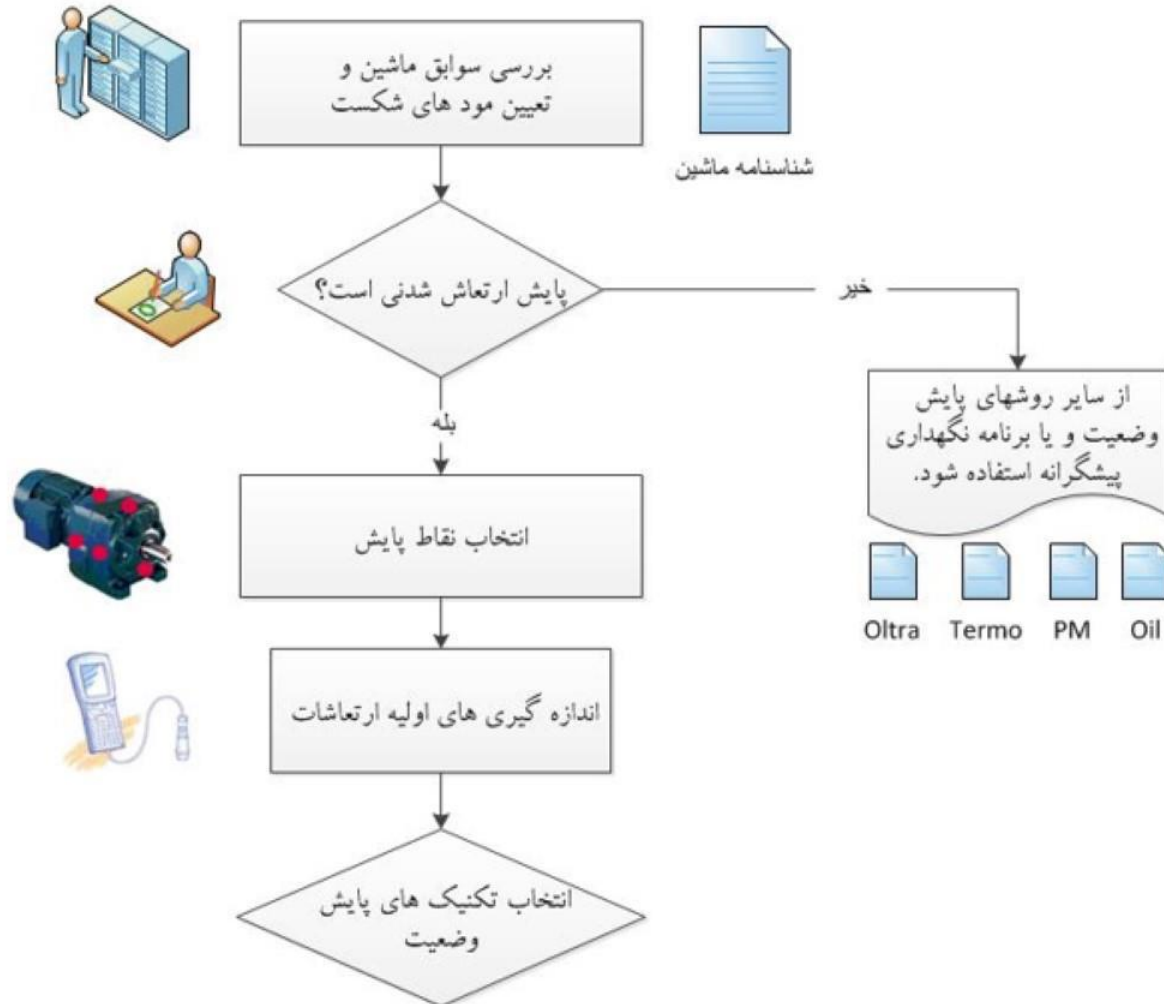 بررسی سوابق ماشین و
تعیین مود های شکست
شناسنامه ماشین
پایش ارتعاش شدنی است؟
خیر
بله
از سایر روشهای پایش
وضعیت و یا برنامه نگهداری
پیشگرانه استفاده شود.
Oltra Termo PM Oil
انتخاب نقاط پایش
اندازه گیری های اولیه ارتعاشات
انتخاب تکنیک های پایش
وضعیت